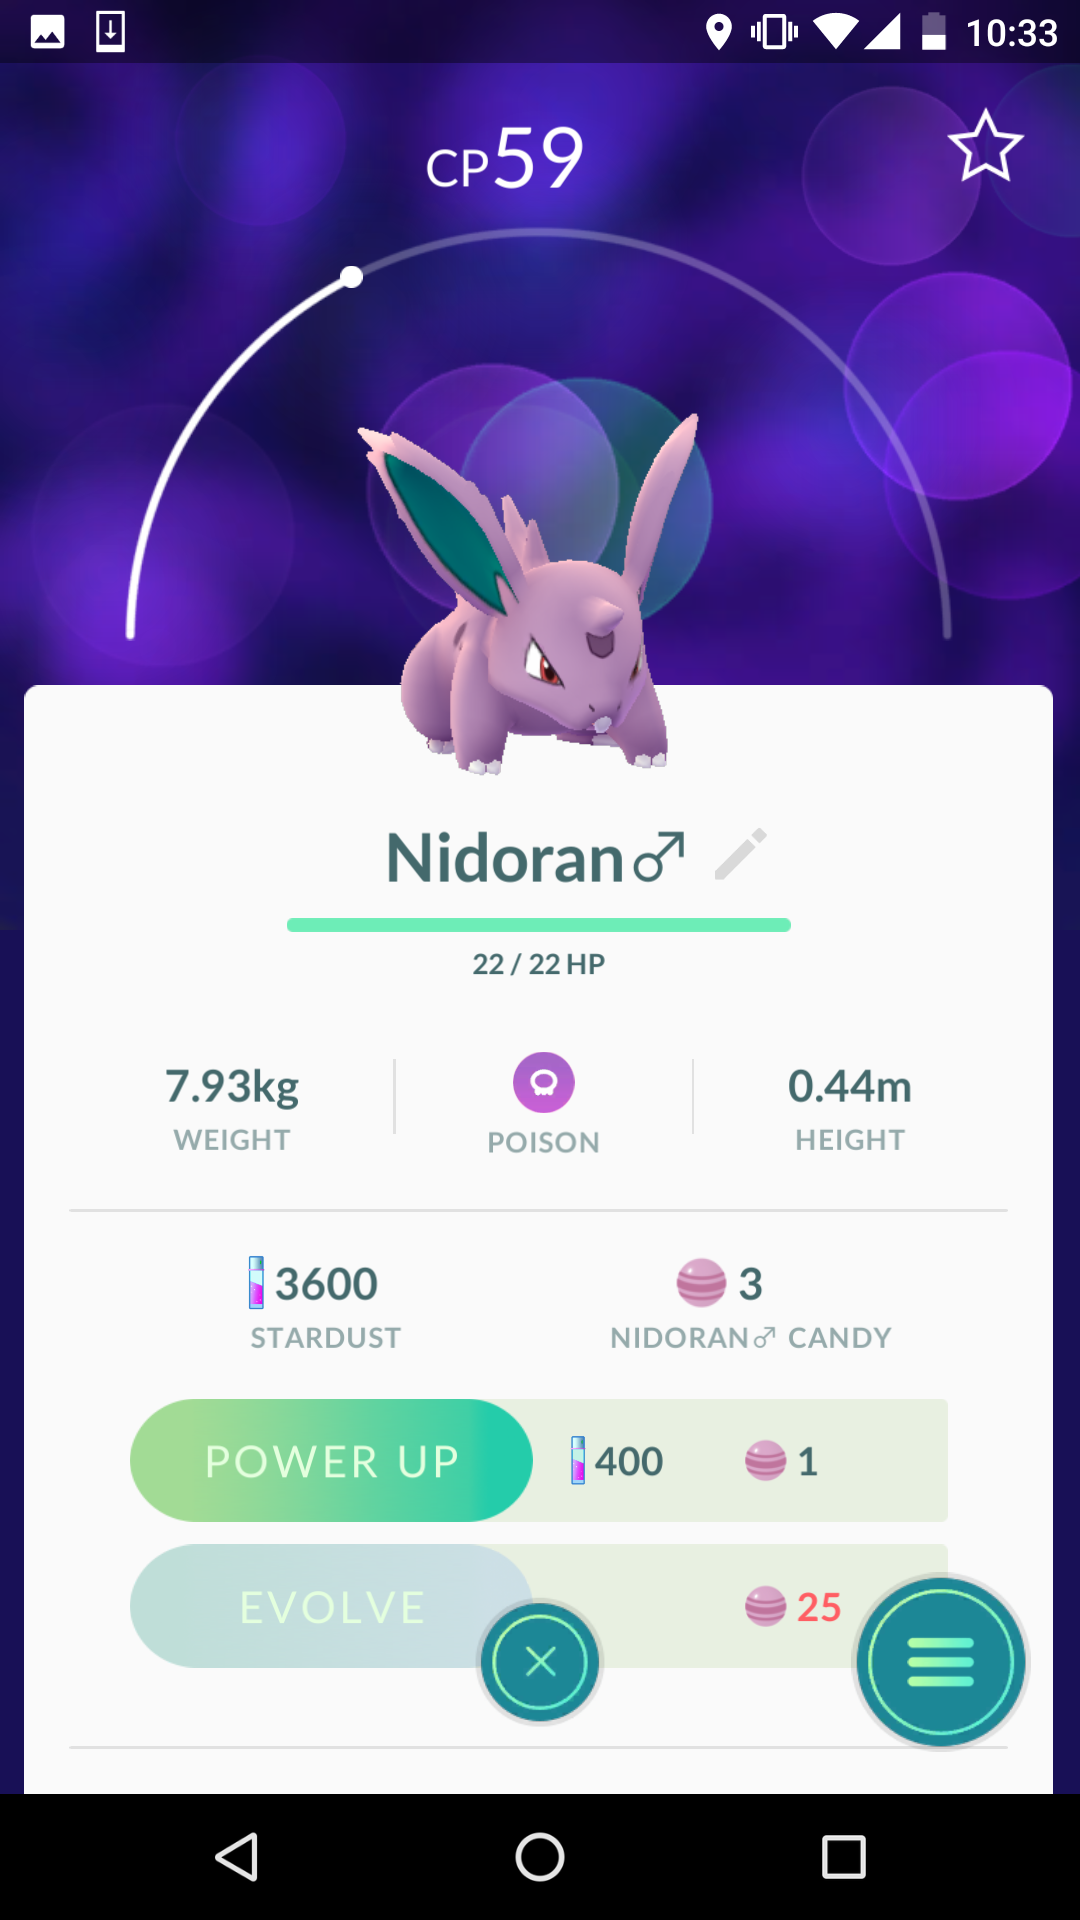 10:33
CP59
Nidoran♂
22 / 22 HP
7.93kg
WEIGHT
POISON
0.44m
HEIGHT
3600
STARDUST
3
NIDORAN♂ CANDY
POWER UP 400 1
EVOLVE 25